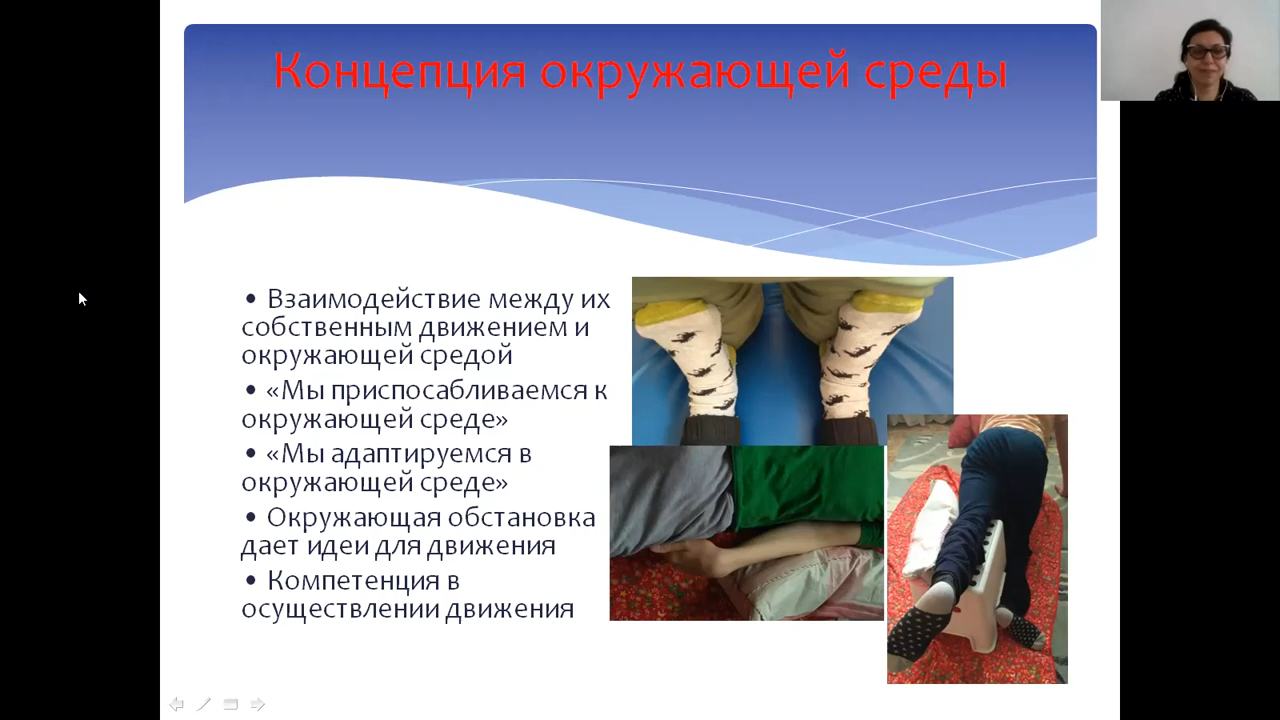 Концепция окружающей среды
• Взаимодействие между их
собственным движением и
окружающей средой
• «Мы приспосабливаемся к
окружающей среде»
• «Мы адаптируемся в
окружающей среде»
• Окружающая обстановка
дает идеи для движения
• Компетенция в
осуществлении движения